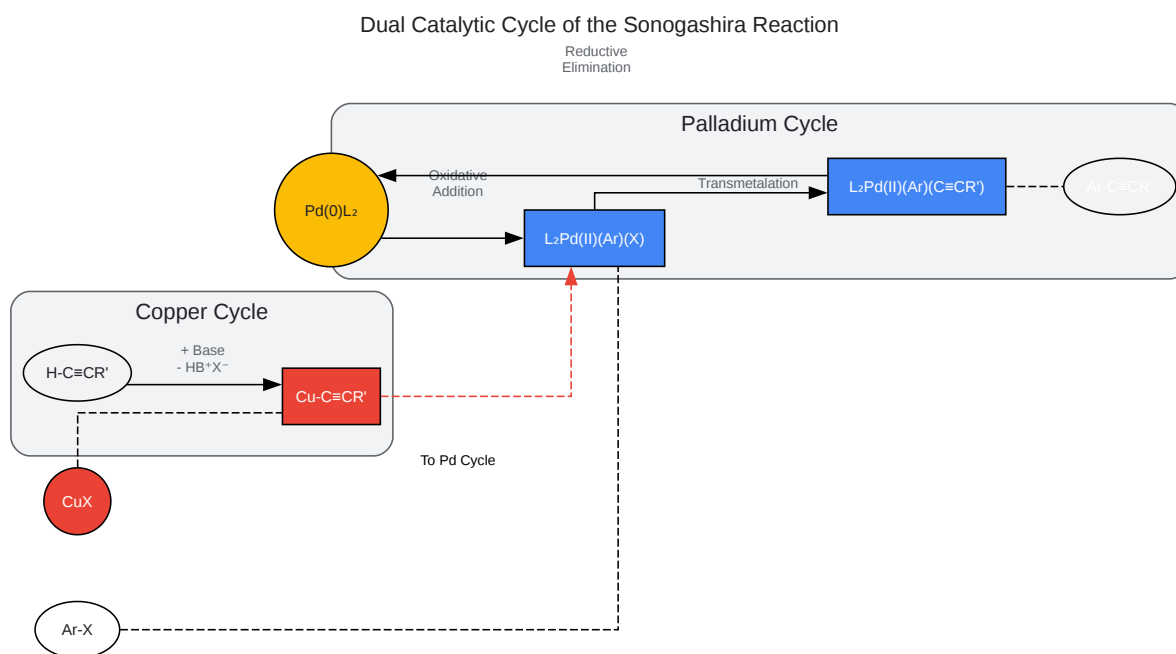 Dual Catalytic Cycle of the Sonogashira Reaction
Reductive
Elimination
Palladium Cycle
Oxidative
Addition
Transmetalation
L₂Pd(II)(Ar)(C≡CR')
Ar-C≡CR'
Pd(0)L₂
L₂Pd(II)(Ar)(X)
Copper Cycle
+ Base
- HB⁺X⁻
H-C≡CR'
Cu-C≡CR'
To Pd Cycle
CuX
Ar-X